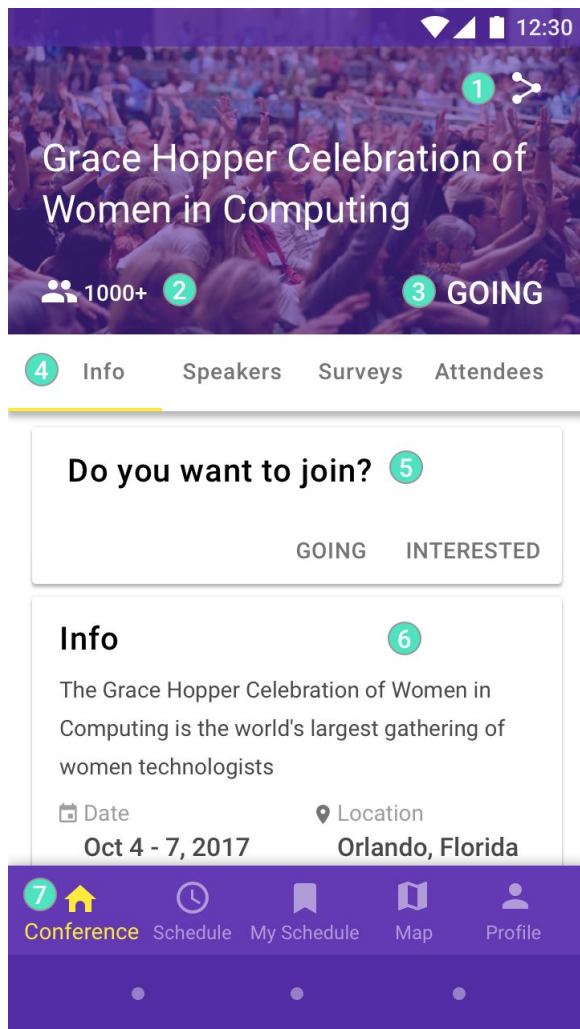 12:30
1
Grace Hopper Celebration of
Women in Computing
1000+ 2 3 GOING
4 Info Speakers Surveys Attendees
Do you want to join? 5
GOING INTERESTED
Info 6
The Grace Hopper Celebration of Women in
Computing is the world's largest gathering of
women technologists
Date Location
Oct 4 - 7, 2017 Orlando, Florida
7
Conference Schedule My Schedule Map Profile